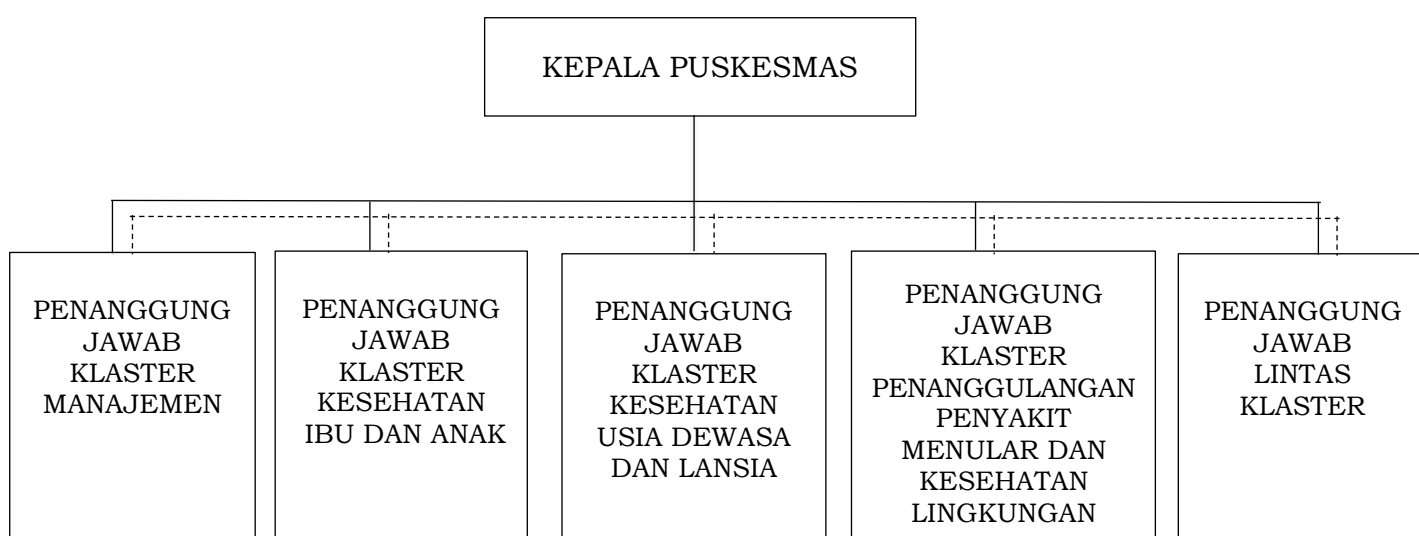 KEPALA PUSKESMAS
PENANGGUNG
JAWAB
KLASTER
MANAJEMEN
PENANGGUNG
JAWAB
KLASTER
KESEHATAN
IBU DAN ANAK
PENANGGUNG
JAWAB
KLASTER
KESEHATAN
USIA DEWASA
DAN LANSIA
PENANGGUNG
JAWAB
KLASTER
PENANGGULANGAN
PENYAKIT
MENULAR DAN
KESEHATAN
LINGKUNGAN
PENANGGUNG
JAWAB
LINTAS
KLASTER